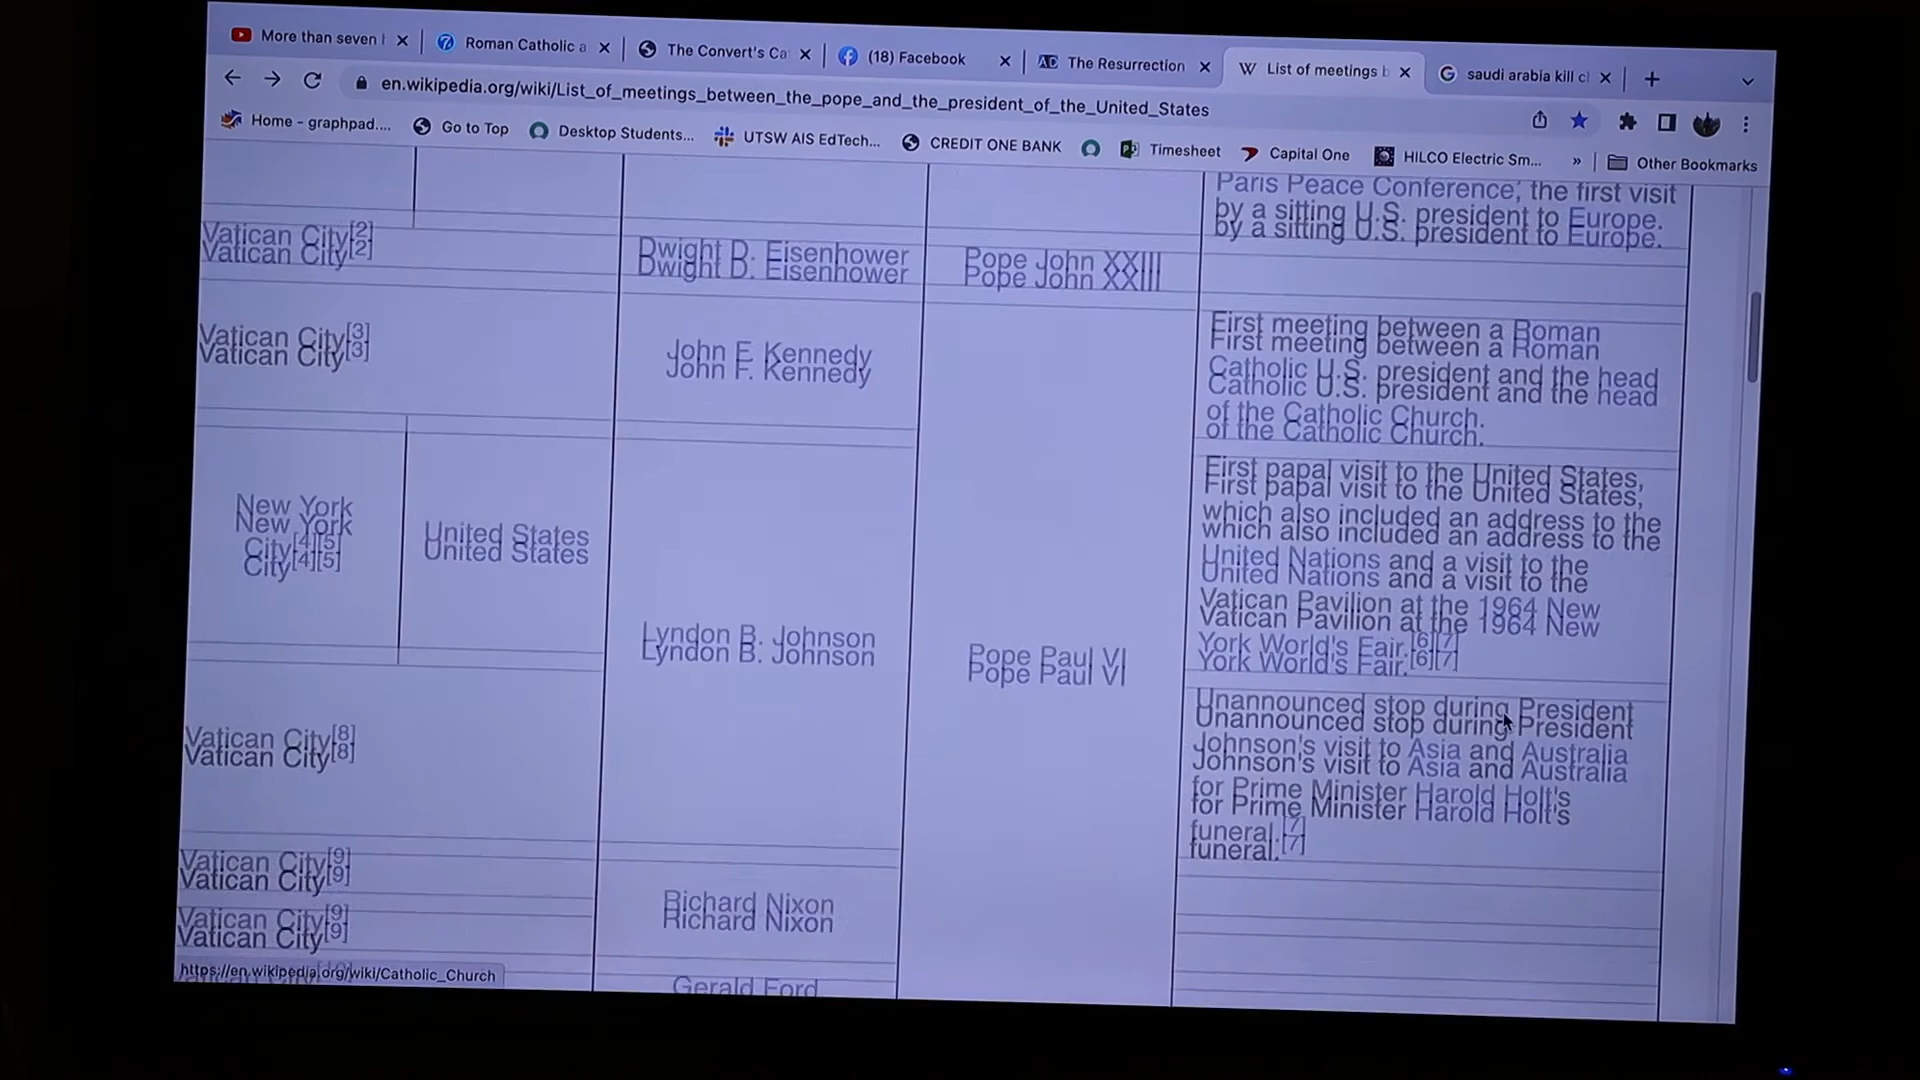 More than seven
Roman Catholic a
The Convert's Ca
(18) Facebook
The Resurrection
List of meetings b
saudi arabia kill cl
en.wikipedia.org/wiki/List_of_meetings_between_the_pope_and_the_president_of_the_United_States
Home - graphpad....
Go to Top
Desktop Students...
UTSW AIS EdTech...
CREDIT ONE BANK
Timesheet
Capital One
HILCO Electric Sm...
»
Other Bookmarks
Paris Peace Conference, the first visit
by a sitting U.S. president to Europe.
Vatican City[2]
Dwight D. Eisenhower
Pope John XXIII
Vatican City[3]
John F. Kennedy
First meeting between a Roman
Catholic U.S. president and the head
of the Catholic Church.
New York
City[4][5]
United States
Lyndon B. Johnson
Pope Paul VI
First papal visit to the United States,
which also included an address to the
United Nations and a visit to the
Vatican Pavilion at the 1964 New
York World's Fair.[6][7]
Vatican City[8]
Unannounced stop during President
Johnson's visit to Asia and Australia
for Prime Minister Harold Holt's
funeral.[7]
Vatican City[9]
Richard Nixon
Vatican City[9]
Gerald Ford
https://en.wikipedia.org/wiki/Catholic_Church